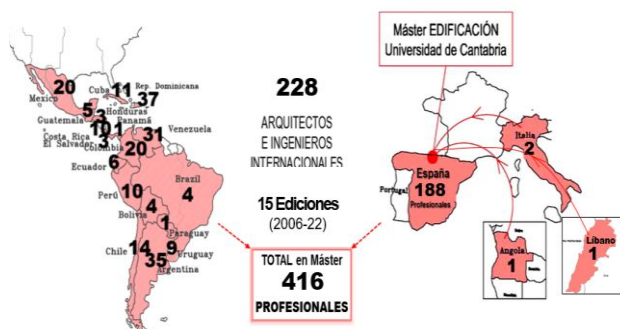 20
Mexico
Cuba
11
Rep. Dominicana
37
5
Guatemala
3
Honduras
10
1
Panamá
Costa Rica
El Salvador
3
31
Venezuela
20
Colombia
Ecuador
6
Perú
10
Brazil
4
4
Bolivia
1
Paraguay
Chile
14
9
Uruguay
35
Argentina
228
ARQUITECTOS
E INGENIEROS
INTERNACIONALES
15 Ediciones
(2006-22)
TOTAL en Máster
416
PROFESIONALES
Máster EDIFICACIÓN
Universidad de Cantabria
Italia
2
España
188
Profesionales
Portugal
Angola
1
Líbano
1